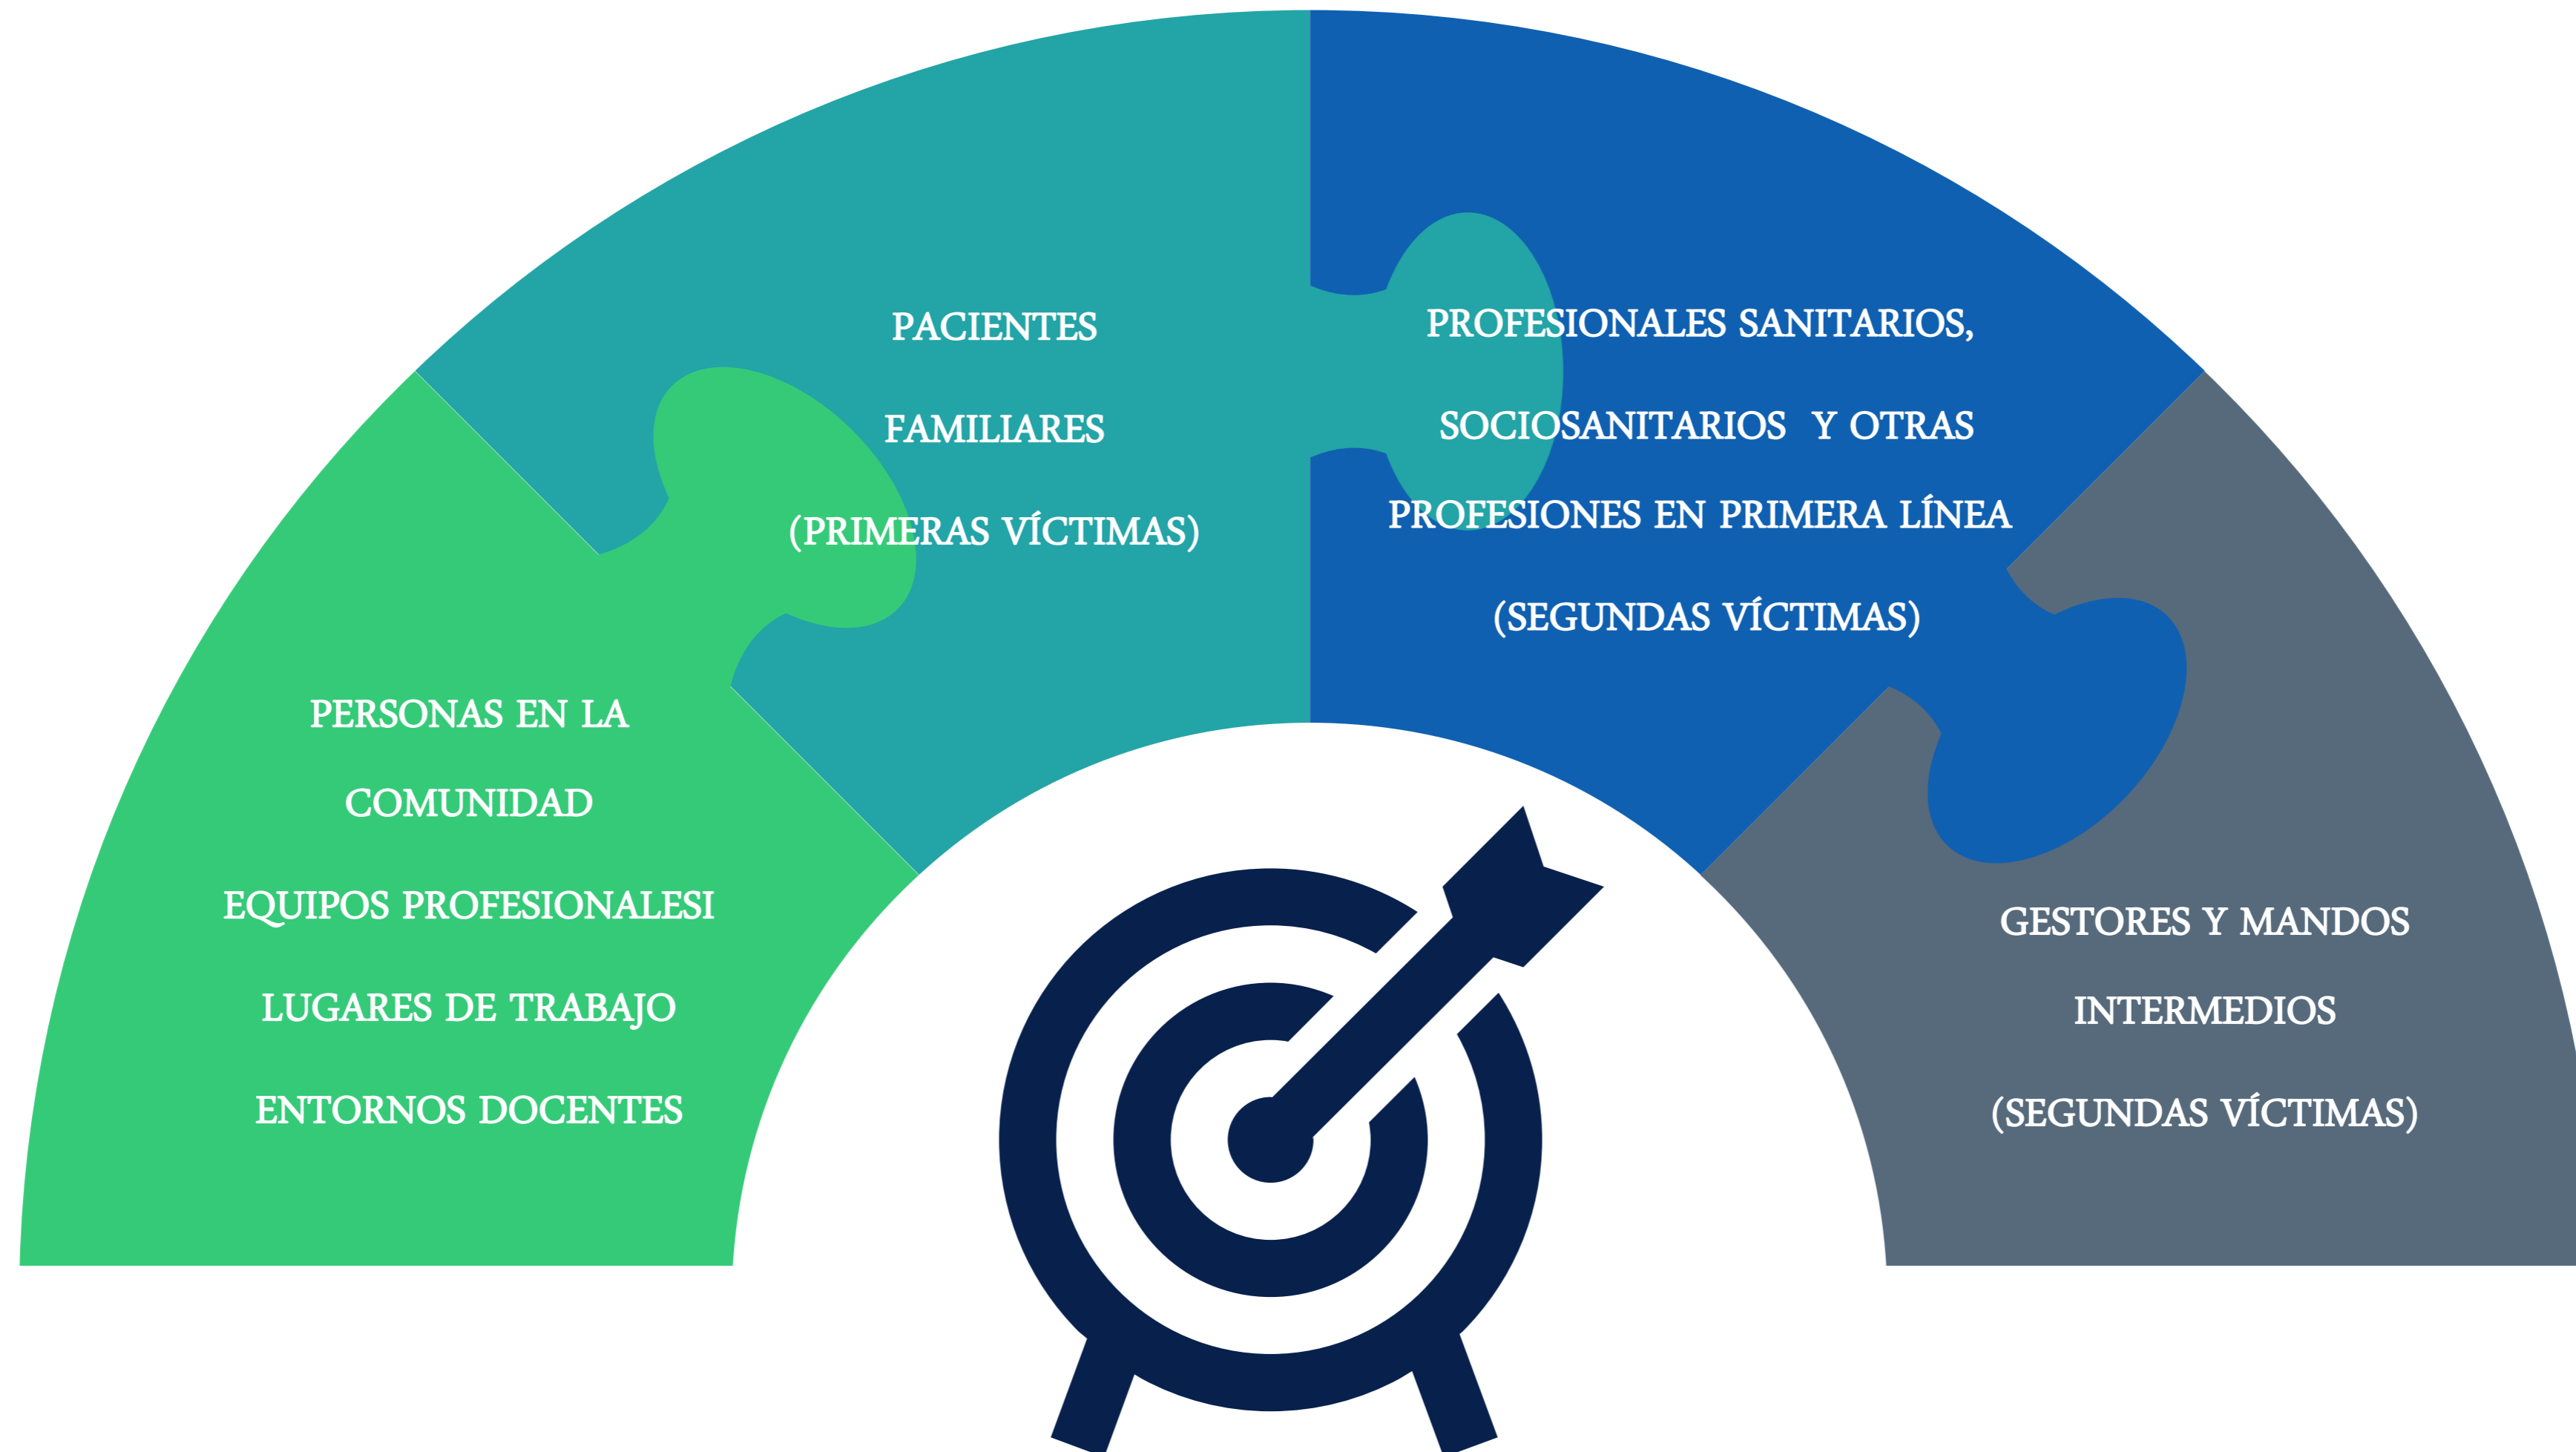 PERSONAS EN LA
COMUNIDAD
EQUIPOS PROFESIONALESI
LUGARES DE TRABAJO
ENTORNOS DOCENTES
PACIENTES
FAMILIARES
(PRIMERAS VÍCTIMAS)
PROFESIONALES SANITARIOS,
SOCIOSANITARIOS Y OTRAS
PROFESIONES EN PRIMERA LÍNEA
(SEGUNDAS VÍCTIMAS)
GESTORES Y MANDOS
INTERMEDIOS
(SEGUNDAS VÍCTIMAS)